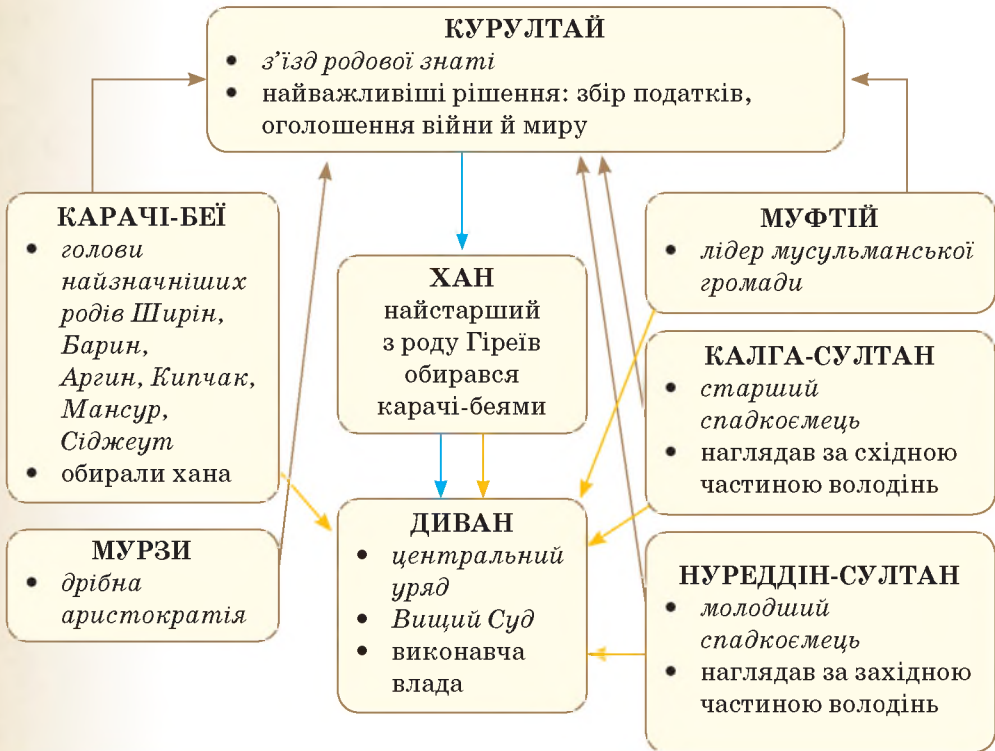 КУРУЛТАЙ
• з’їзд родової знаті
• найважливіші рішення: збір податків,
оголошення війни й миру
КАРАЧІ-БЕЇ
• голови
найзначніших
родів Ширін,
Барин,
Аргин, Кипчак,
Мансур,
Сіджеут
• обирали хана
МУРЗИ
• дрібна
аристократія
ХАН
найстарший
з роду Гіреїв
обирався
карачі-беями
ДИВАН
• центральний
уряд
• Вищий Суд
• виконавча
влада
МУФТІЙ
• лідер мусульманської
громади
КАЛГА-СУЛТАН
• старший
спадкоємець
• наглядав за східною
частиною володінь
НУРЕДДІН-СУЛТАН
• молодший
спадкоємець
• наглядав за західною
частиною володінь